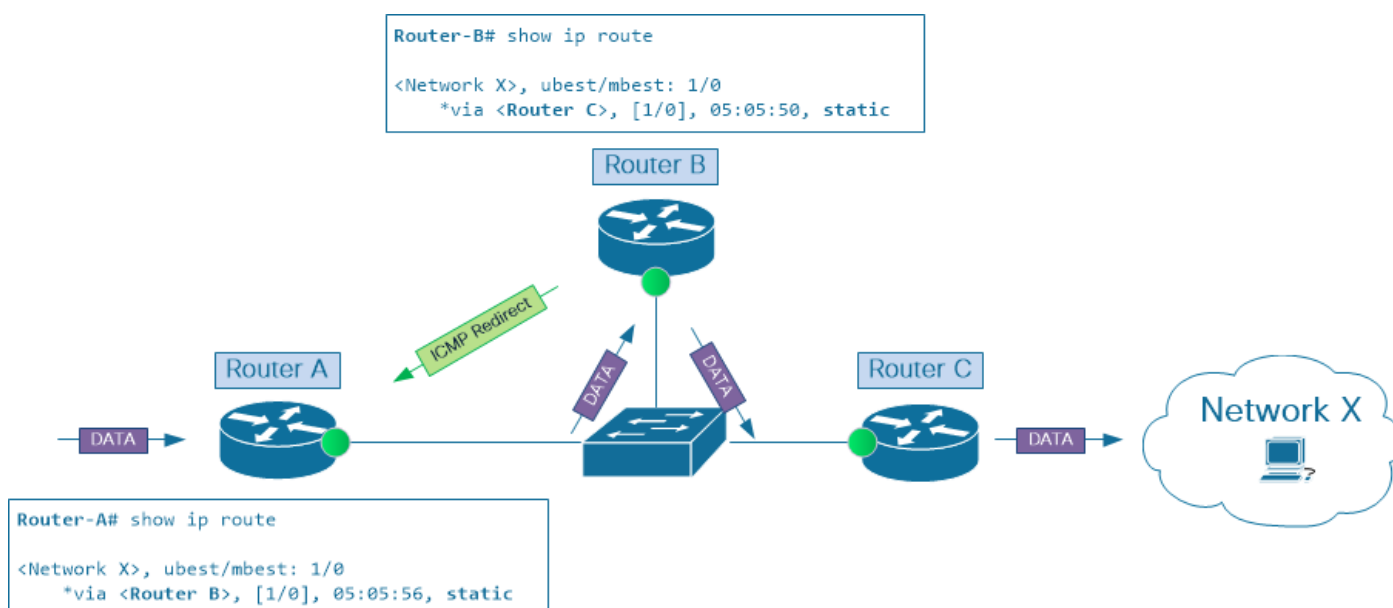 Router-B# show ip route
<Network X>, ubest/mbest: 1/0
*via <Router C>, [1/0], 05:05:50, static
Router B
ICMP Redirect
Router A
DATA
DATA
Router C
DATA
DATA
Network X
?
Router-A# show ip route
<Network X>, ubest/mbest: 1/0
*via <Router B>, [1/0], 05:05:56, static